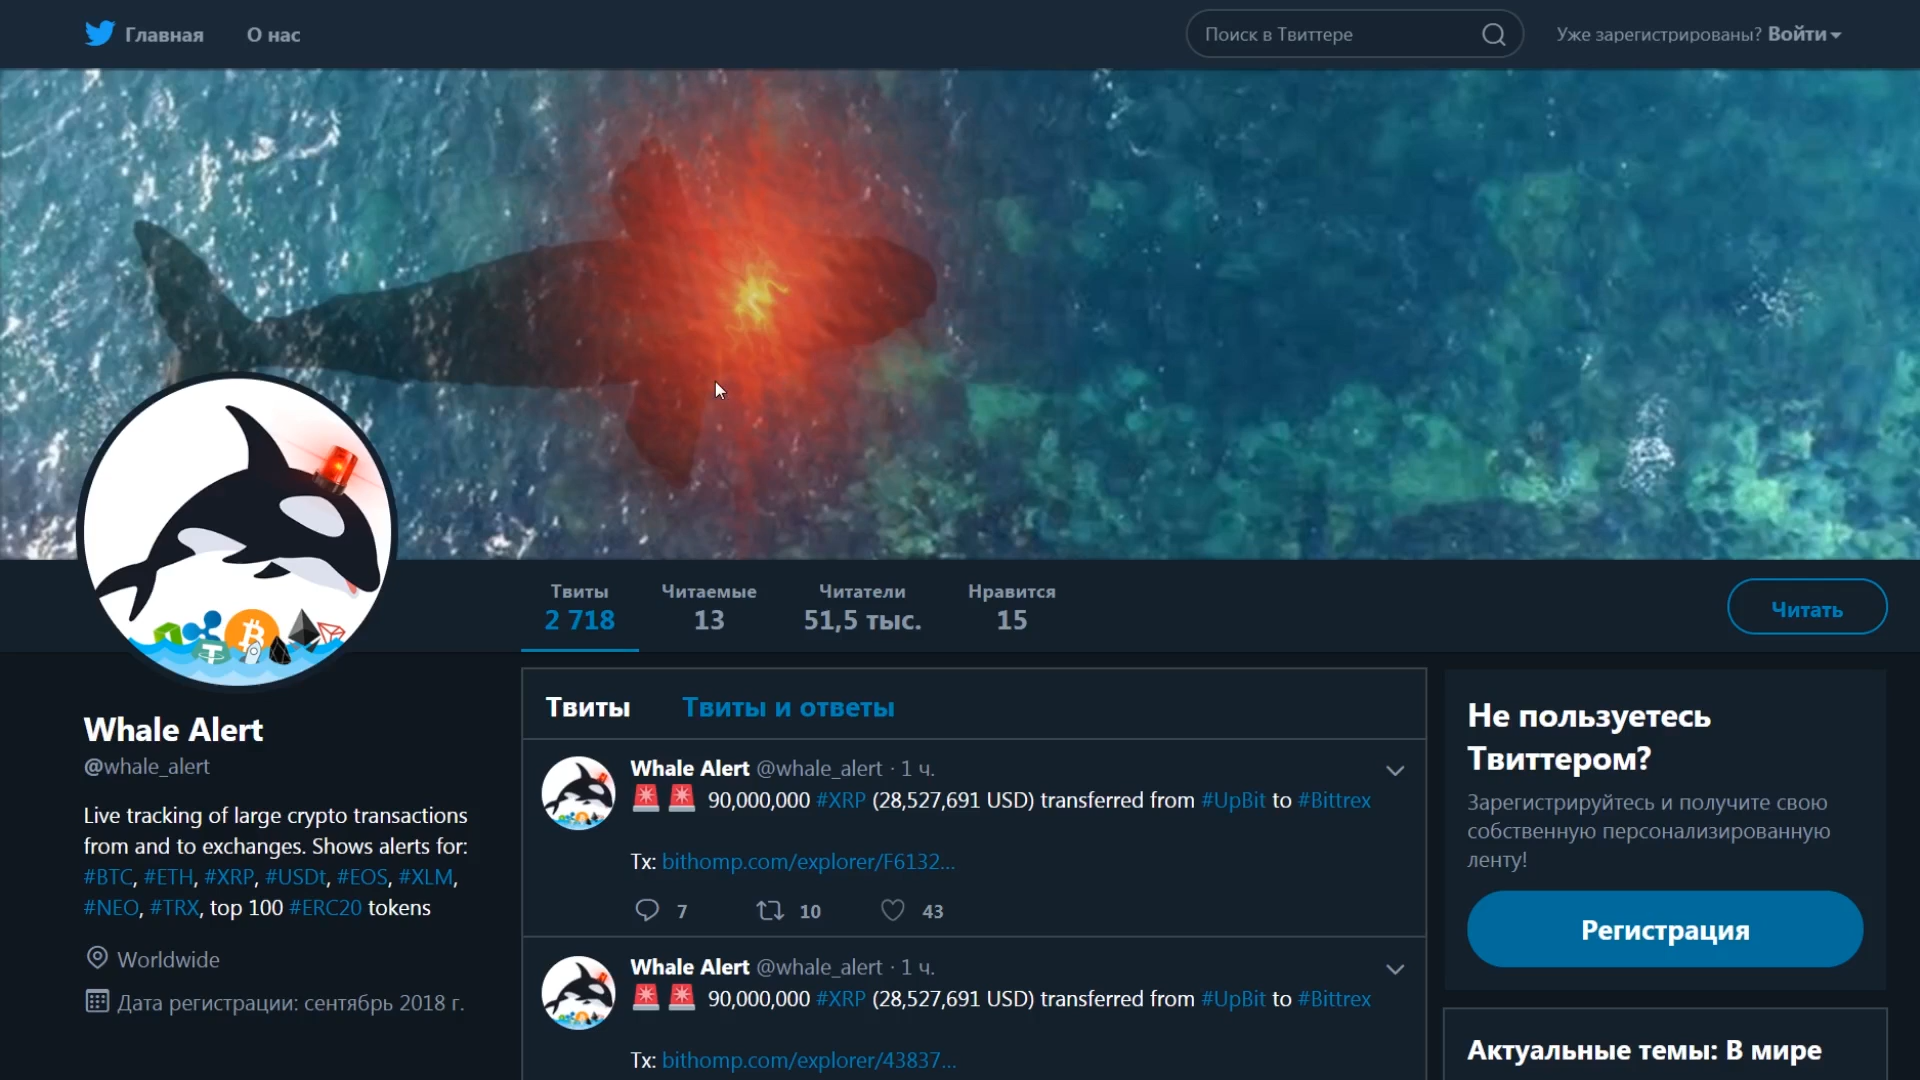 Главная
О нас
Поиск в Твиттере
Уже зарегистрированы? Войти
Твиты
2 718
Читаемые
13
Читатели
51,5 тыс.
Нравится
15
Читать
Whale Alert
@whale_alert
Live tracking of large crypto transactions
from and to exchanges. Shows alerts for:
#BTC, #ETH, #XRP, #USDt, #EOS, #XLM,
#NEO, #TRX, top 100 #ERC20 tokens
Worldwide
Дата регистрации: сентябрь 2018 г.
Твиты
Твиты и ответы
Whale Alert @whale_alert · 1 ч.
90,000,000 #XRP (28,527,691 USD) transferred from #UpBit to #Bittrex
Tx: bithomp.com/explorer/F6132...
7
10
43
Whale Alert @whale_alert · 1 ч.
90,000,000 #XRP (28,527,691 USD) transferred from #UpBit to #Bittrex
Tx: bithomp.com/explorer/43837...
Не пользуетесь
Твиттером?
Зарегистрируйтесь и получите свою
собственную персонализированную
ленту!
Регистрация
Актуальные темы: В мире